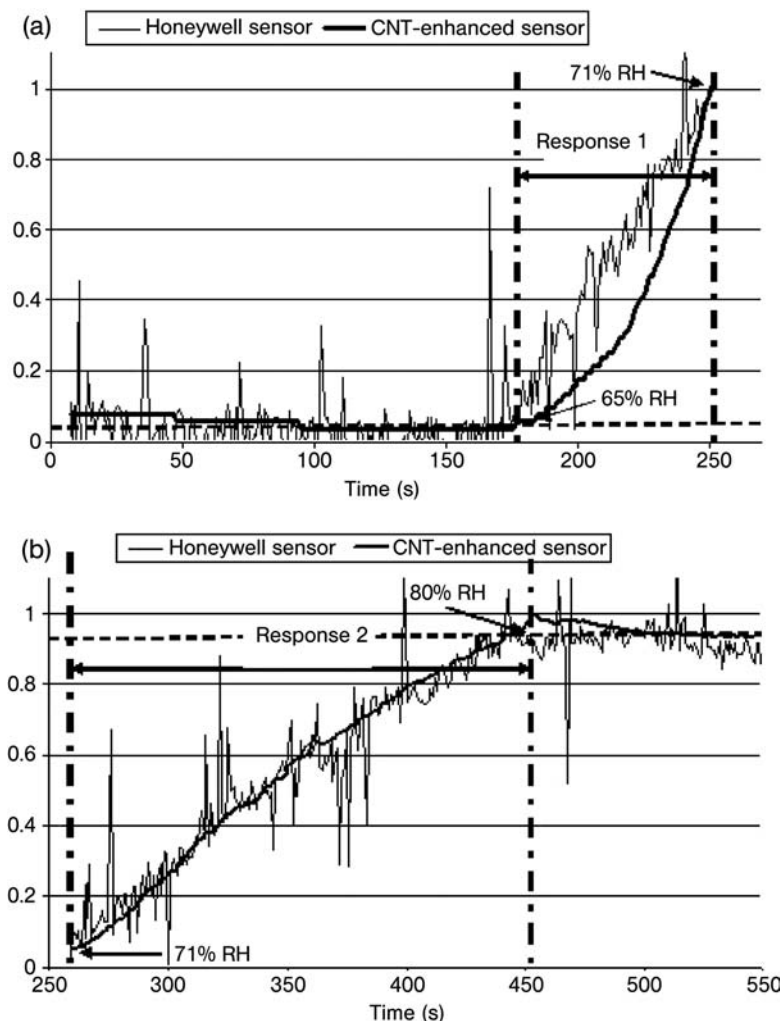 (a)
Honeywell sensor CNT-enhanced sensor
71% RH
1
Response 1
0.8
0.6
0.4
0.2
65% RH
0
0 50 100 150 200 250
Time (s)
(b)
Honeywell sensor CNT-enhanced sensor
80% RH
1
Response 2
0.8
0.6
0.4
0.2
71% RH
0
250 300 350 400 450 500 550
Time (s)